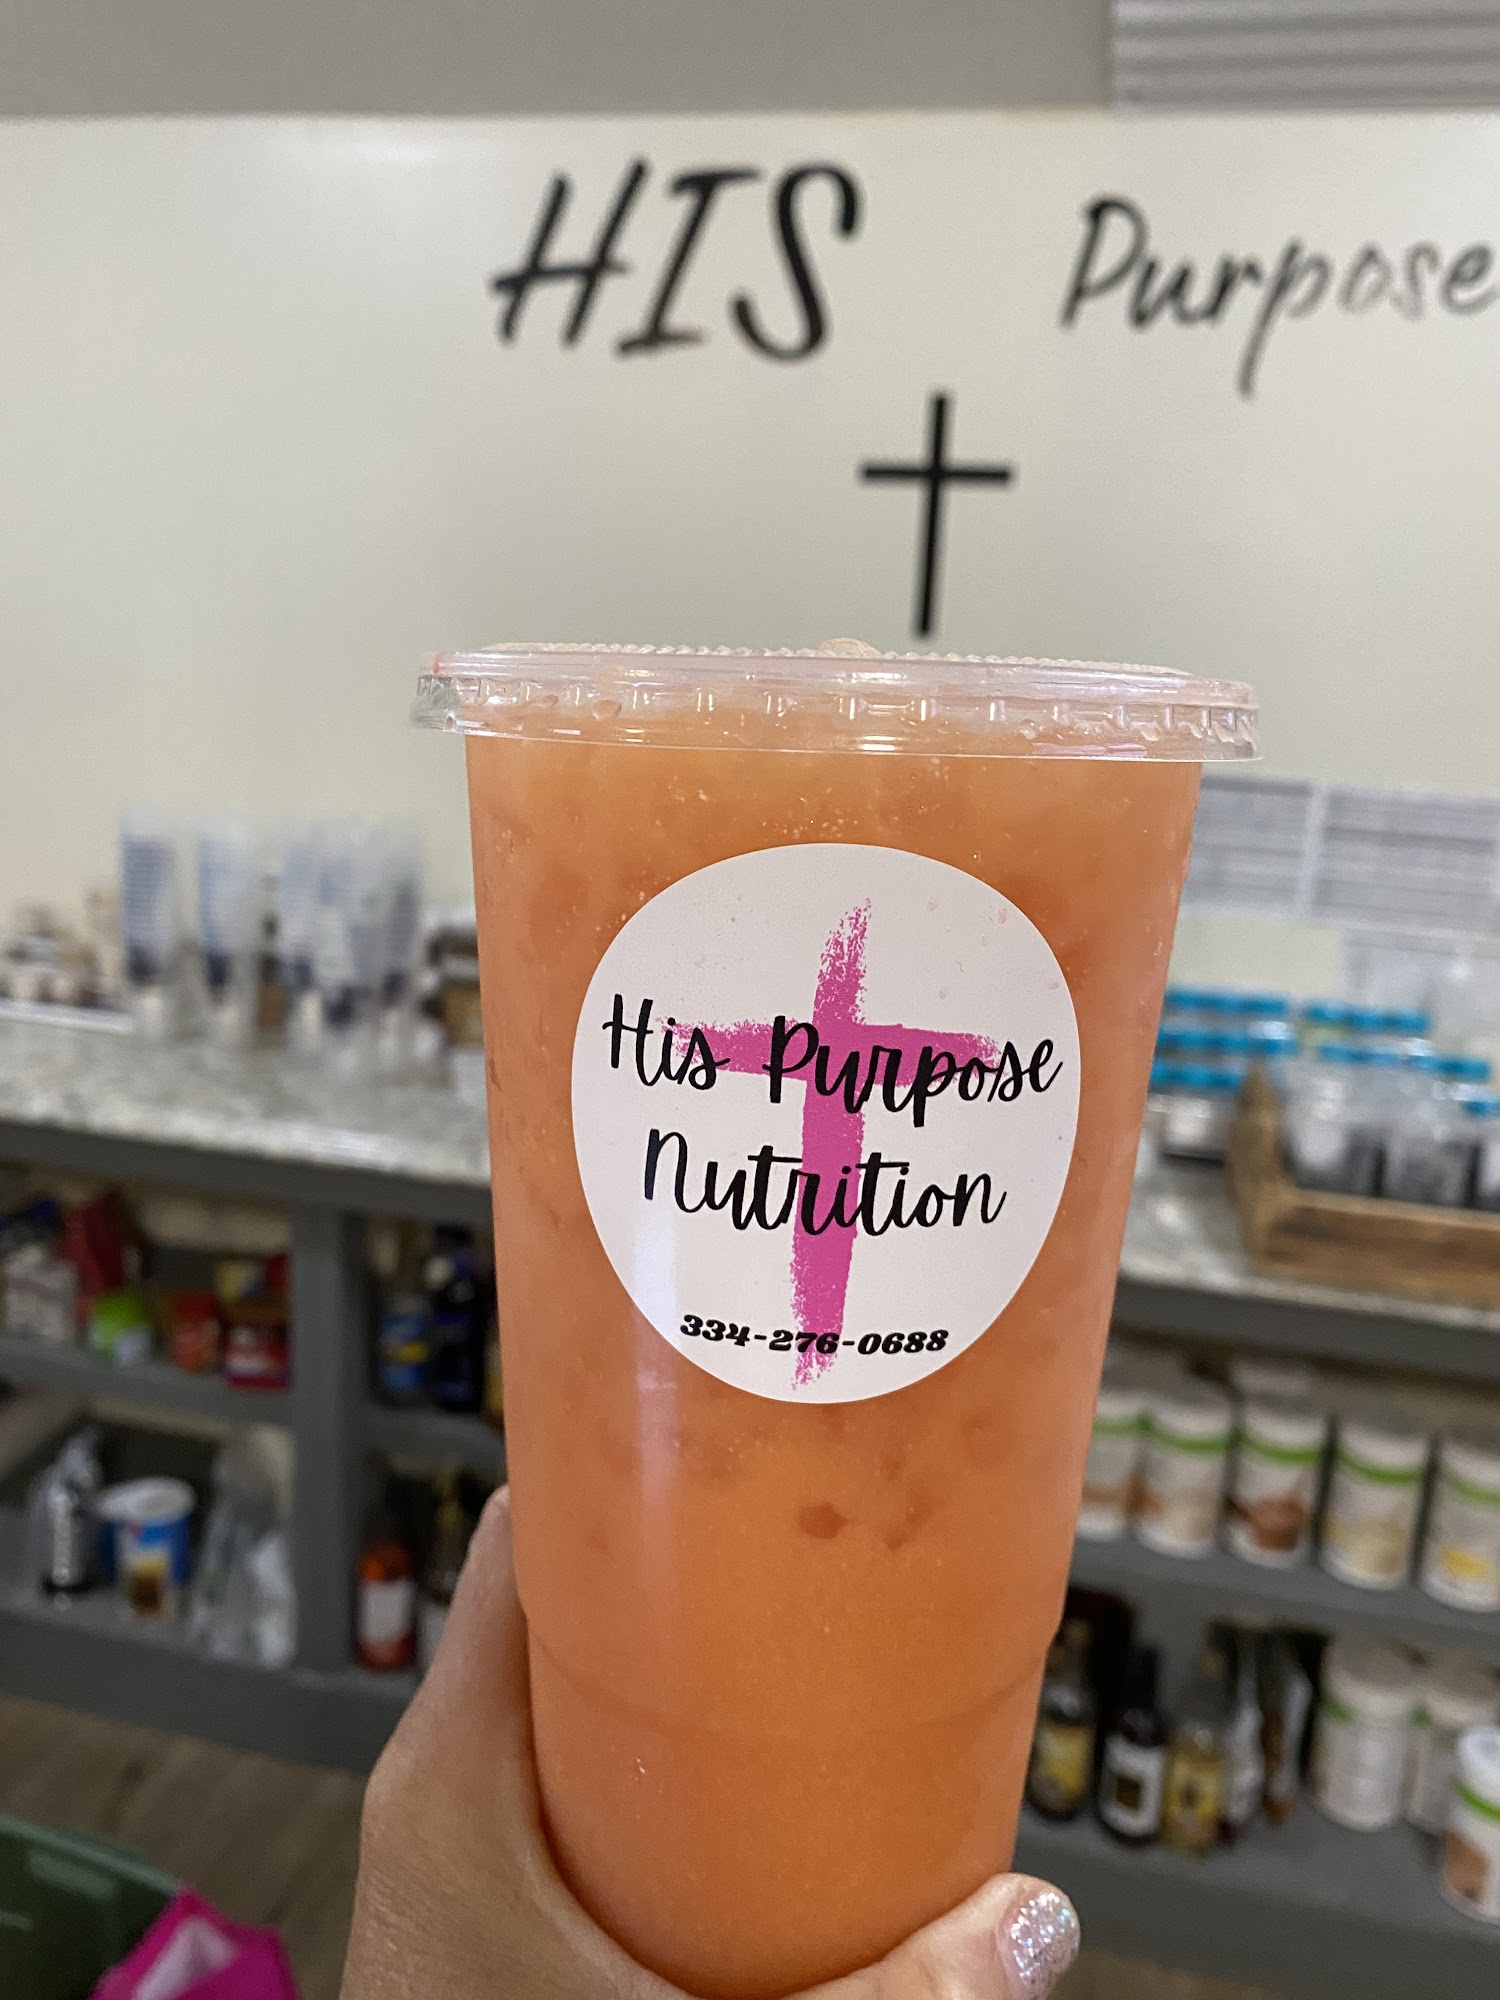 HIS Purpose
His Purpose
Nutrition
334-276-0688